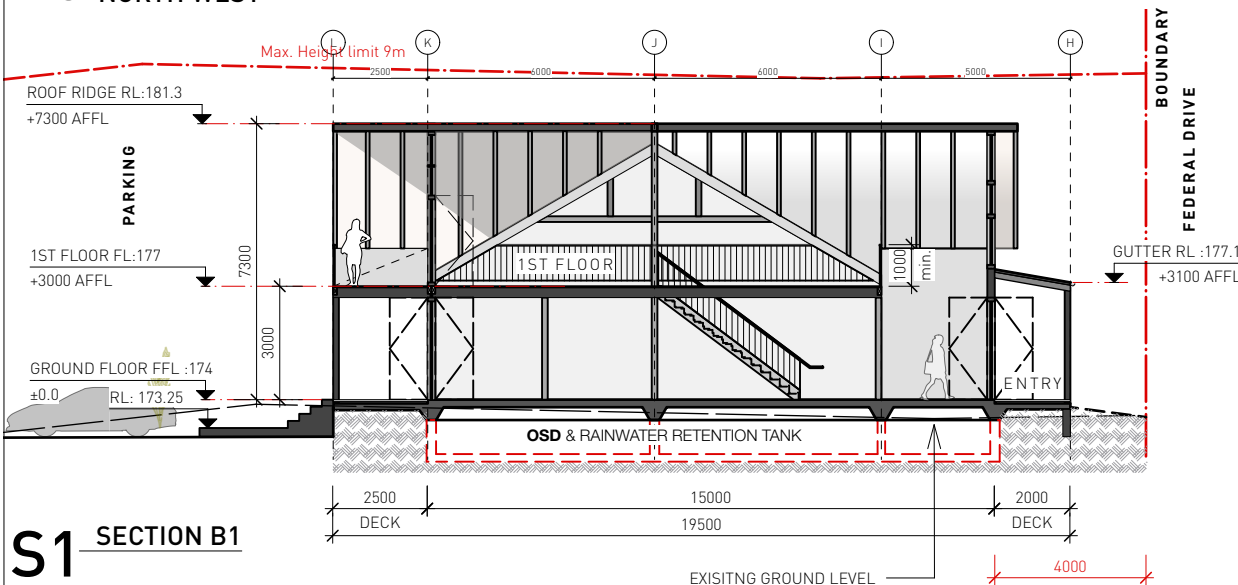 NORTH WEST
L
K
J
I
H
Max. Height limit 9m
2500
6000
6000
5000
BOUNDARY
FEDERAL DRIVE
ROOF RIDGE RL:181.3
+7300 AFFL
PARKING
1ST FLOOR FL:177
+3000 AFFL
7300
1ST FLOOR
1000
min.
GUTTER RL :177.1
+3100 AFFL
3000
GROUND FLOOR FFL :174
±0.0
RL: 173.25
ENTRY
OSD & RAINWATER RETENTION TANK
2500
15000
2000
DECK
DECK
19500
S1
SECTION B1
4000
EXISITNG GROUND LEVEL